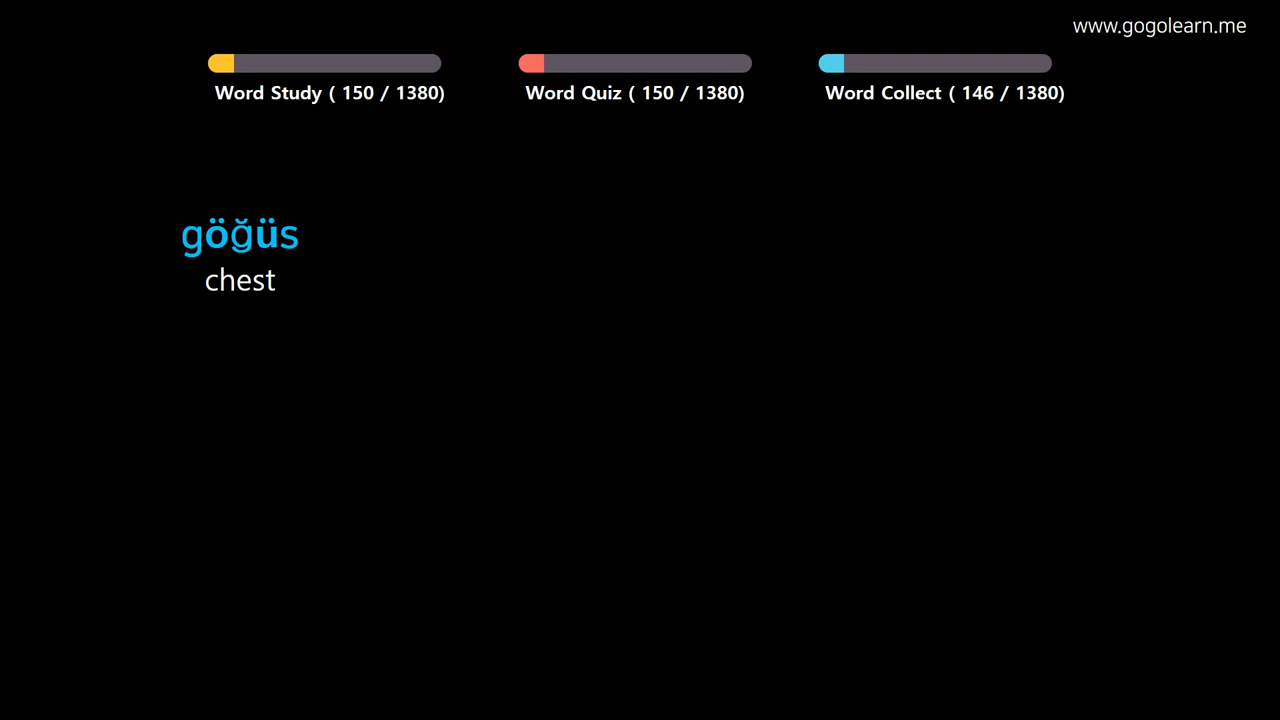 www.gogolearn.me
Word Study ( 150 / 1380)
Word Quiz ( 150 / 1380)
Word Collect ( 146 / 1380)
göğüs
chest